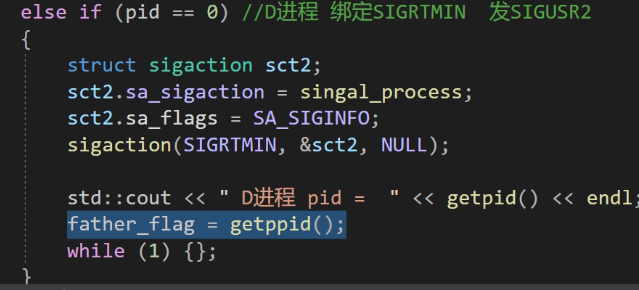 else if (pid == 0) //D进程 绑定SIGRTMIN  发SIGUSR2
{
struct sigaction sct2;
sct2.sa_sigaction = singal_process;
sct2.sa_flags = SA_SIGINFO;
sigaction(SIGRTMIN, &sct2, NULL);
std::cout << " D进程 pid =  " << getpid() << endl;
father_flag = getppid();
while (1) {};
}